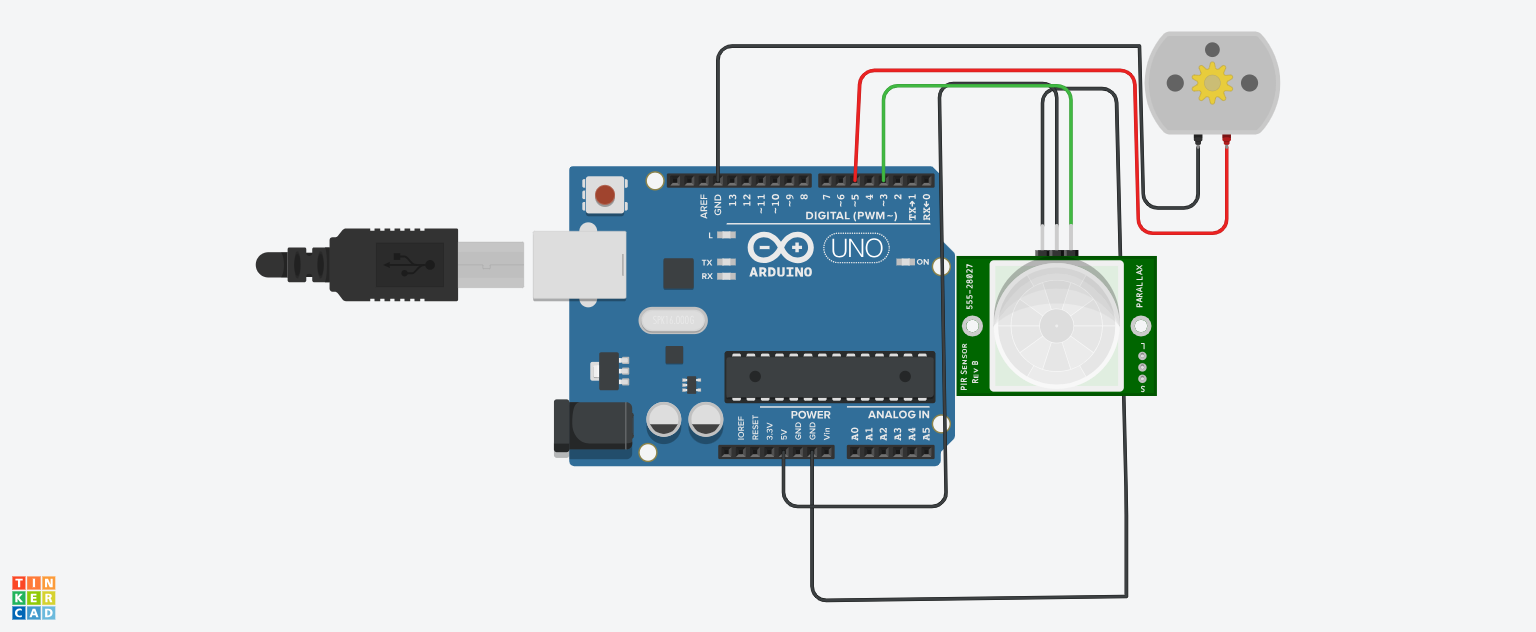 AREF
GND
13
12
~11
~10
~9
8
7
~6
~5
4
~3
2
TX→1
RX←0
DIGITAL (PWM~)
L
TX
RX
ARDUINO
UNO
ON
555-28027
PARALLAX
PIR SENSOR
REV B
L
S
POWER
ANALOG IN
IOREF
RESET
3.3V
5V
GND
GND
Vin
A0
A1
A2
A3
A4
A5
TIN
KER
CAD